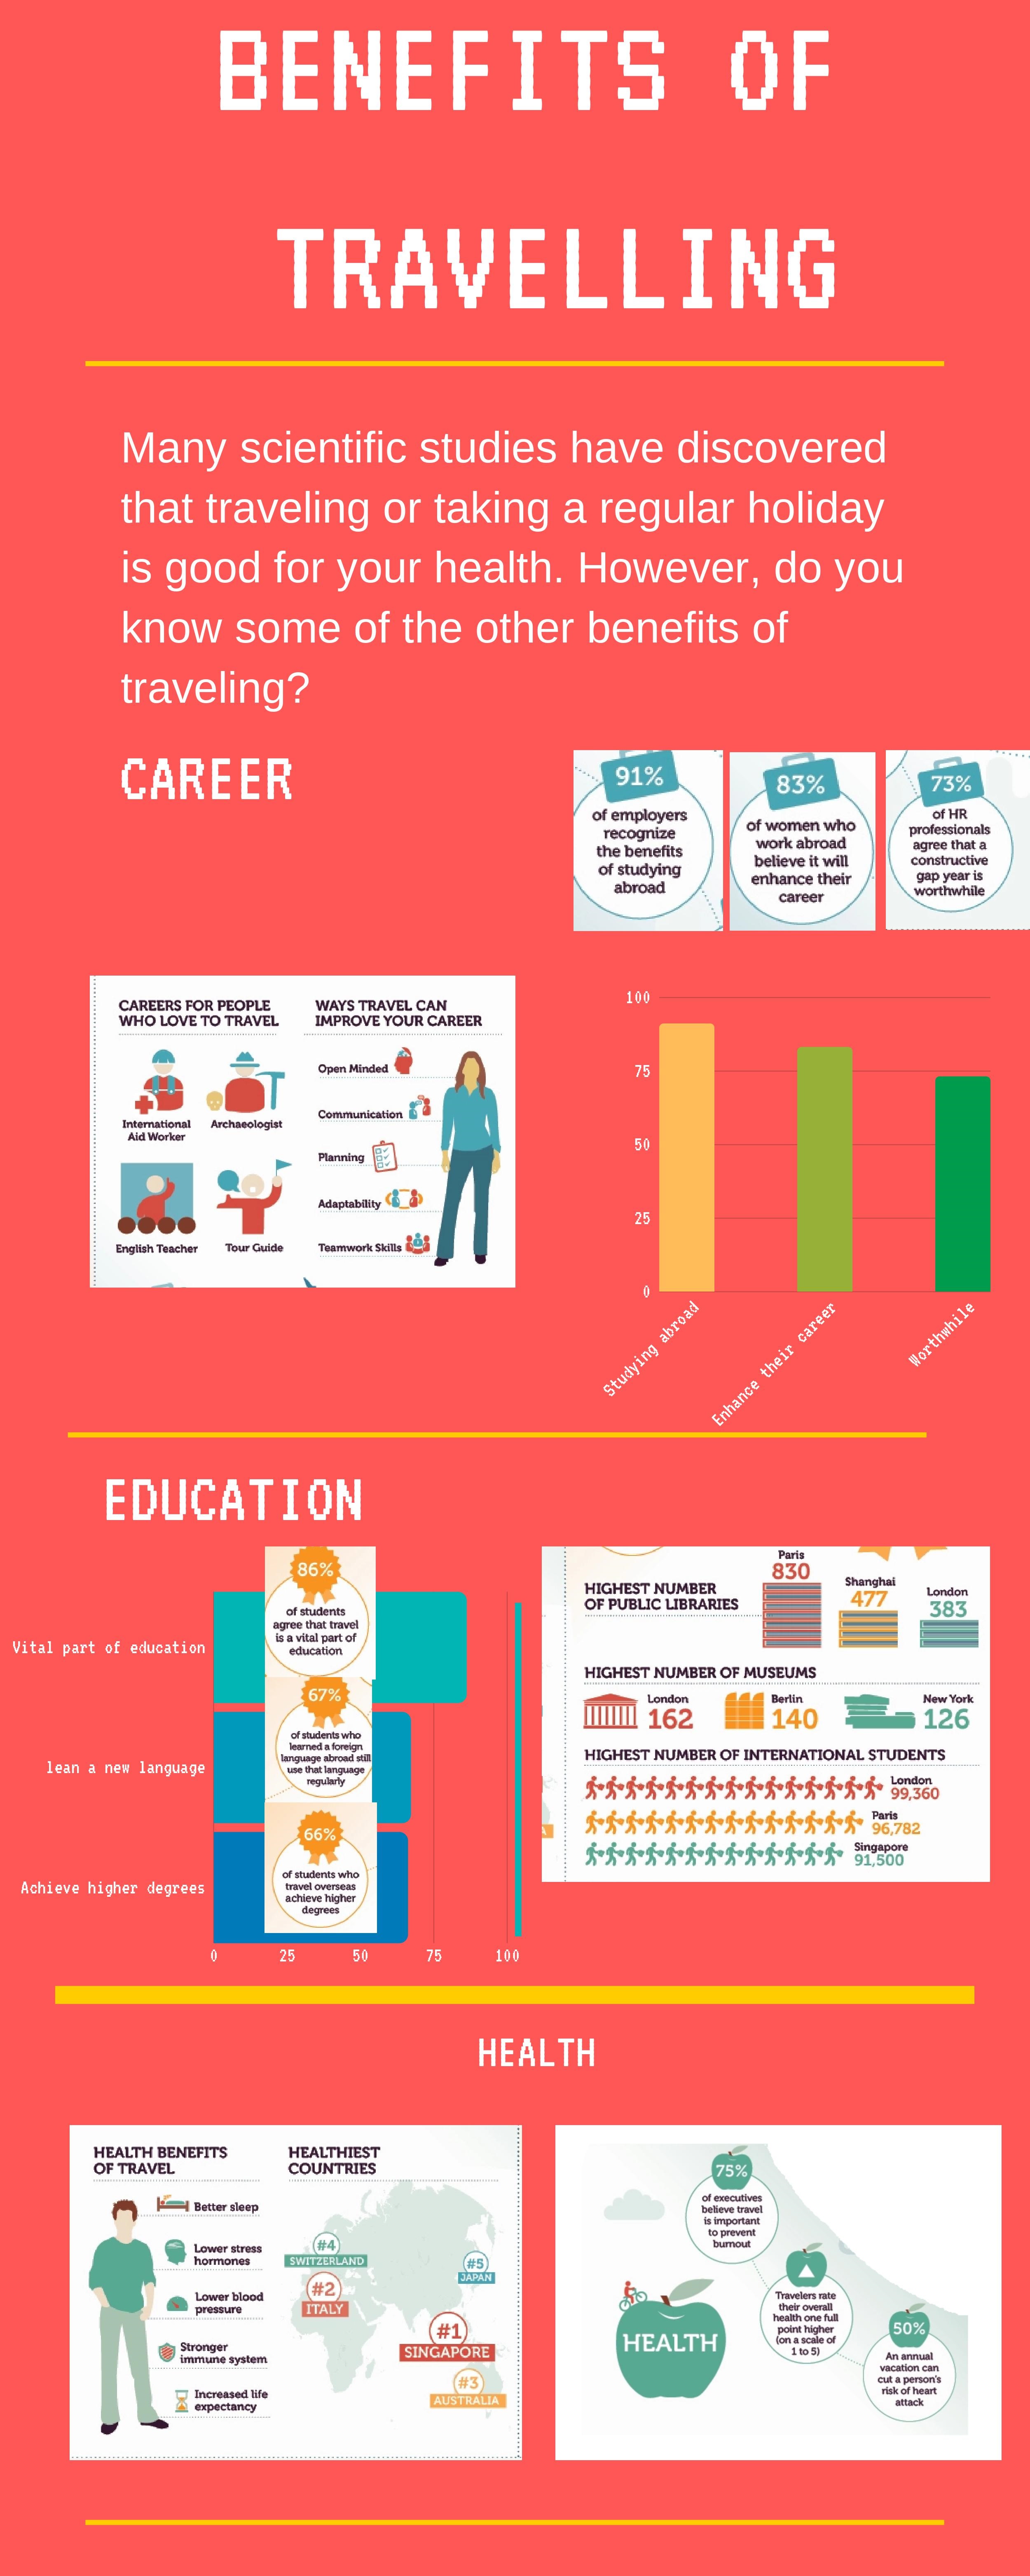 BENEFITS OF
TRAVELLING
Many scientific studies have discovered
that traveling or taking a regular holiday
is good for your health. However, do you
know some of the other benefits of
traveling?
CAREER
91%
of employers
recognize
the benefits
of studying
abroad
83%
of women who
work abroad
believe it will
enhance their
career
73%
of HR
professionals
agree that a
constructive
gap year is
worthwhile
CAREERS FOR PEOPLE
WHO LOVE TO TRAVEL
International
Aid Worker
Archaeologist
English Teacher
Tour Guide
WAYS TRAVEL CAN
IMPROVE YOUR CAREER
Open Minded
Communication
Planning
Adaptability
Teamwork Skills
100
75
50
25
0
Studying abroad
Enhance their career
Worthwhile
EDUCATION
Vital part of education
lean a new language
Achieve higher degrees
86%
of students
agree that travel
is a vital part of
education
67%
of students who
learned a foreign
language abroad still
use that language
regularly
66%
of students who
travel overseas
achieve higher
degrees
0 25 50 75 100
HIGHEST NUMBER
OF PUBLIC LIBRARIES
Paris
830
Shanghai
477
London
383
HIGHEST NUMBER OF MUSEUMS
London
162
Berlin
140
New York
126
HIGHEST NUMBER OF INTERNATIONAL STUDENTS
London
99,360
Paris
96,782
Singapore
91,500
A
HEALTH
HEALTH BENEFITS
OF TRAVEL
Better sleep
Lower stress
hormones
Lower blood
pressure
Stronger
immune system
Increased life
expectancy
HEALTHIEST
COUNTRIES
#4
SWITZERLAND
#5
JAPAN
#2
ITALY
#1
SINGAPORE
#3
AUSTRALIA
75%
of executives
believe travel
is important
to prevent
burnout
Travelers rate
their overall
health one full
point higher
(on a scale of
1 to 5)
HEALTH
50%
An annual
vacation can
cut a person's
risk of heart
attack